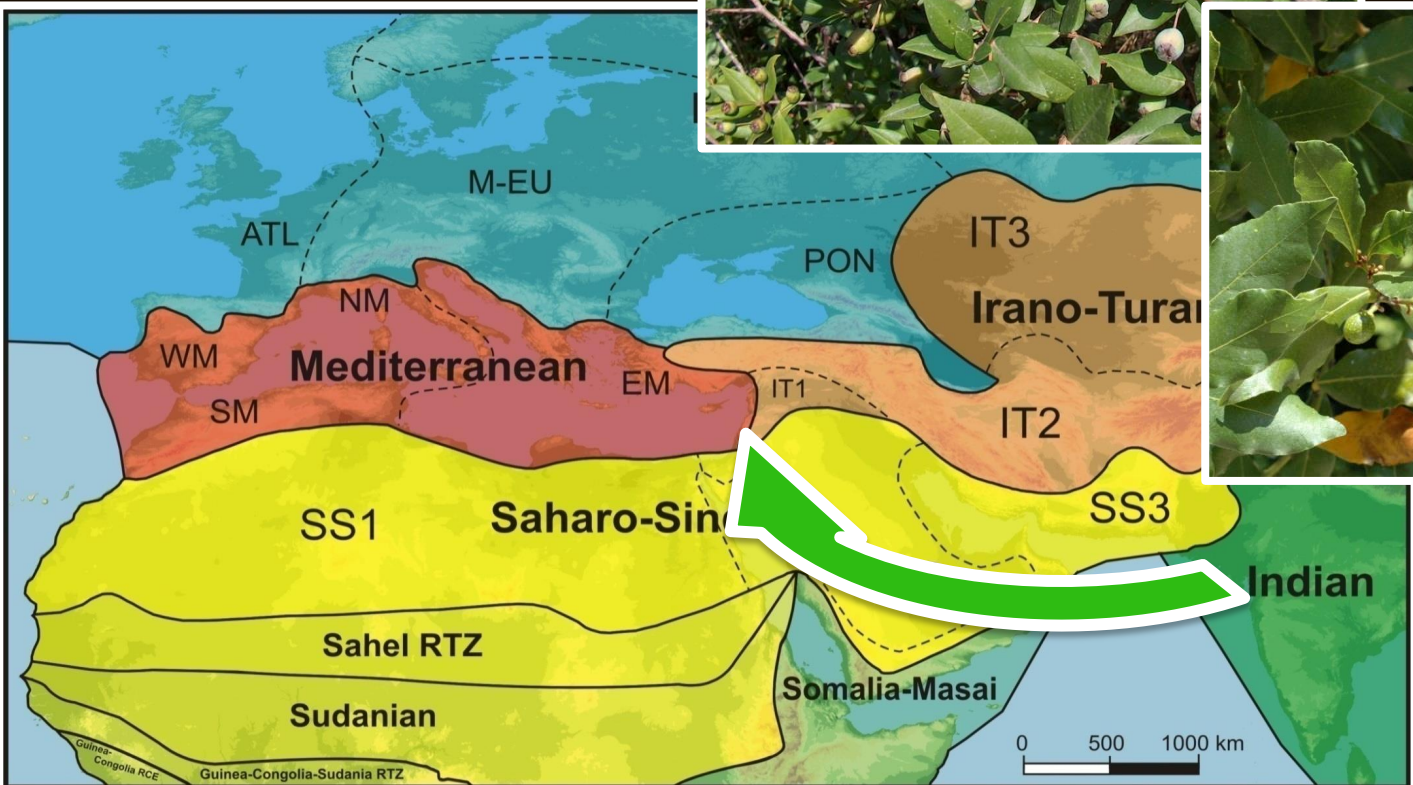 M-EU
ATL
IT3
PON
NM
Irano-Turan
WM
Mediterranean
EM
IT1
SM
IT2
SS1
Saharo-Sind
SS3
Indian
Sahel RTZ
Somalia-Masai
Sudanian
0 500 1000 km
Guinea-
Congolia RCE
Guinea-Congolia-Sudania RTZ